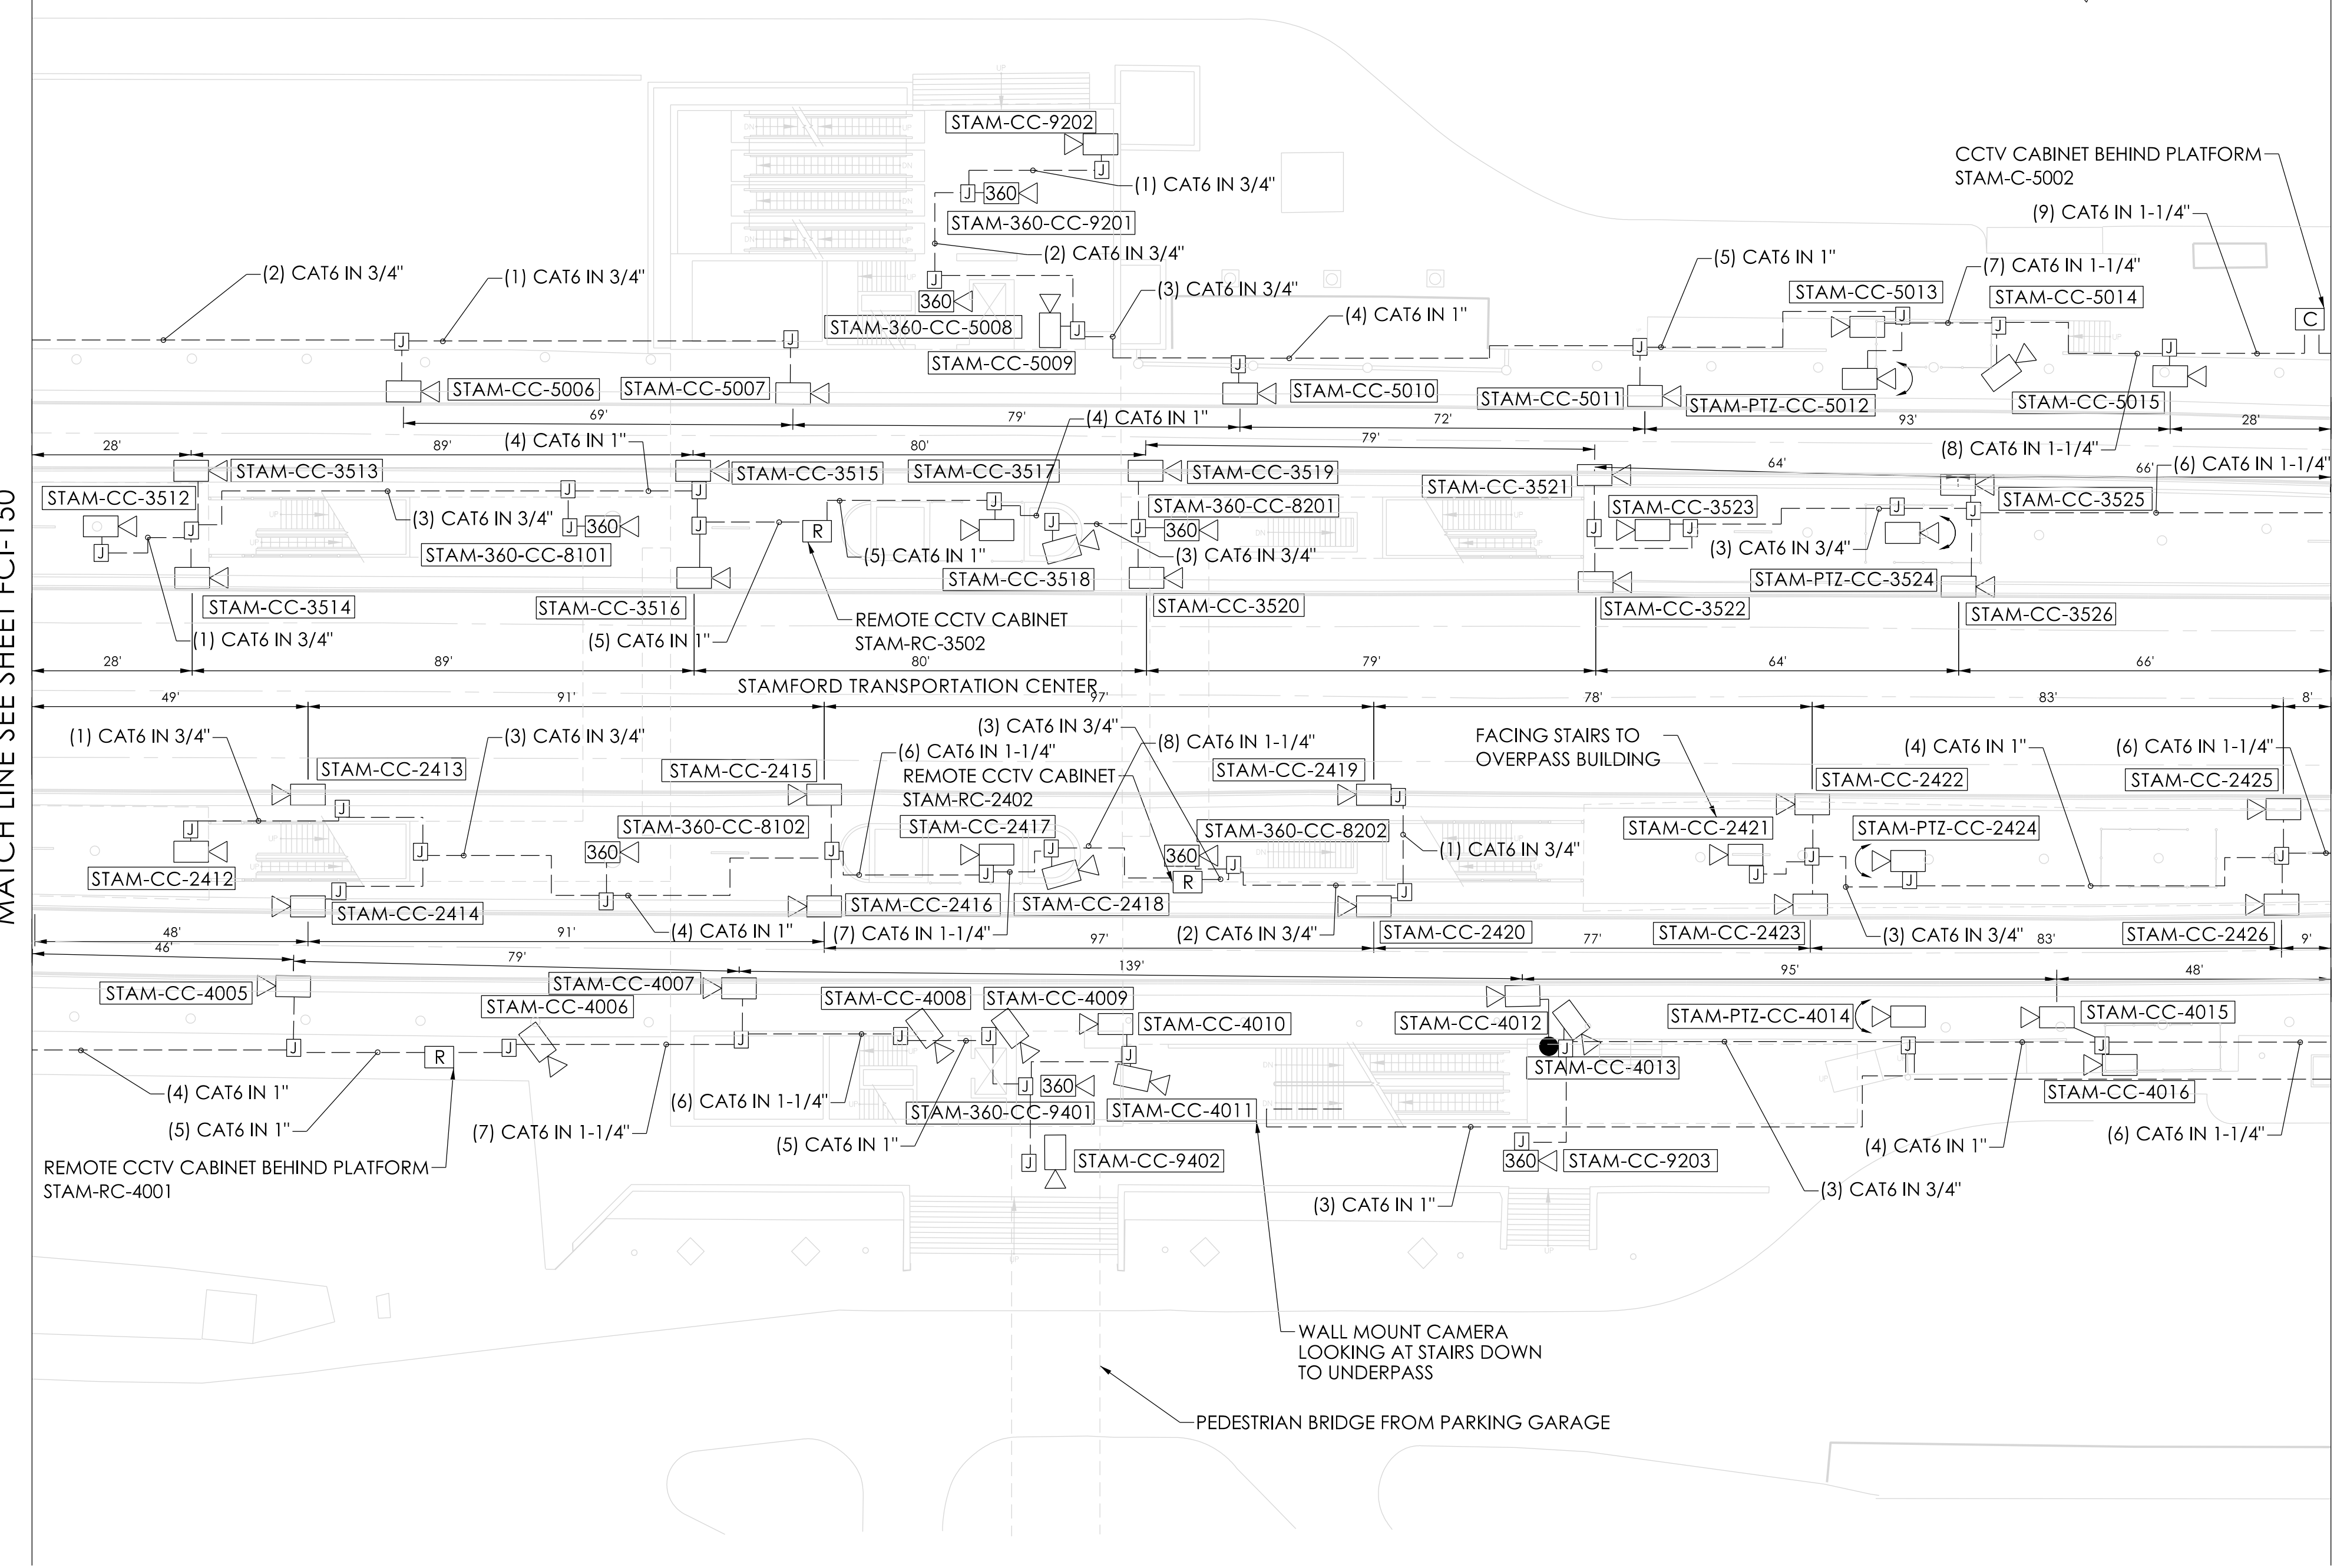 MATCH LINE SEE SHEET FCI-150
STAM-CC-9202
CCTV CABINET BEHIND PLATFORM
STAM-C-5002
(1) CAT6 IN 3/4"
360
STAM-360-CC-9201
(9) CAT6 IN 1-1/4"
(2) CAT6 IN 3/4"
(5) CAT6 IN 1"
(7) CAT6 IN 1-1/4"
(2) CAT6 IN 3/4"
(1) CAT6 IN 3/4"
(3) CAT6 IN 3/4"
STAM-CC-5013
STAM-CC-5014
360
STAM-360-CC-5008
(4) CAT6 IN 1"
C
STAM-CC-5009
STAM-CC-5006
STAM-CC-5007
STAM-CC-5010
STAM-CC-5011
STAM-PTZ-CC-5012
STAM-CC-5015
69'
79'
(4) CAT6 IN 1"
72'
93'
28'
28'
89'
(4) CAT6 IN 1"
80'
79'
(8) CAT6 IN 1-1/4"
64'
66'
(6) CAT6 IN 1-1/4"
STAM-CC-3513
STAM-CC-3515
STAM-CC-3517
STAM-CC-3519
STAM-CC-3521
STAM-CC-3512
STAM-360-CC-8201
STAM-CC-3523
STAM-CC-3525
(3) CAT6 IN 3/4"
360
R
360
STAM-360-CC-8101
(5) CAT6 IN 1"
(3) CAT6 IN 3/4"
(3) CAT6 IN 3/4"
STAM-CC-3518
STAM-PTZ-CC-3524
STAM-CC-3514
STAM-CC-3516
STAM-CC-3520
STAM-CC-3522
STAM-CC-3526
REMOTE CCTV CABINET
STAM-RC-3502
(1) CAT6 IN 3/4"
(5) CAT6 IN 1"
28'
89'
80'
79'
64'
66'
STAMFORD TRANSPORTATION CENTER
49'
91'
97'
78'
83'
8'
(1) CAT6 IN 3/4"
(3) CAT6 IN 3/4"
(3) CAT6 IN 3/4"
(8) CAT6 IN 1-1/4"
FACING STAIRS TO
OVERPASS BUILDING
(4) CAT6 IN 1"
(6) CAT6 IN 1-1/4"
(6) CAT6 IN 1-1/4"
STAM-CC-2413
STAM-CC-2415
REMOTE CCTV CABINET
STAM-RC-2402
STAM-CC-2419
STAM-CC-2422
STAM-CC-2425
STAM-360-CC-8102
STAM-CC-2417
STAM-360-CC-8202
STAM-CC-2421
STAM-PTZ-CC-2424
360
360
(1) CAT6 IN 3/4"
STAM-CC-2412
R
STAM-CC-2414
STAM-CC-2416
STAM-CC-2418
(4) CAT6 IN 1"
(7) CAT6 IN 1-1/4"
(2) CAT6 IN 3/4"
STAM-CC-2420
STAM-CC-2423
(3) CAT6 IN 3/4"
STAM-CC-2426
48'
91'
97'
77'
83'
9'
46'
79'
139'
95'
48'
STAM-CC-4005
STAM-CC-4006
STAM-CC-4007
STAM-CC-4008
STAM-CC-4009
STAM-CC-4010
STAM-CC-4012
STAM-PTZ-CC-4014
STAM-CC-4015
R
STAM-CC-4013
360
(4) CAT6 IN 1"
(6) CAT6 IN 1-1/4"
STAM-360-CC-9401
STAM-CC-4011
STAM-CC-4016
(5) CAT6 IN 1"
(7) CAT6 IN 1-1/4"
(5) CAT6 IN 1"
(4) CAT6 IN 1"
(6) CAT6 IN 1-1/4"
REMOTE CCTV CABINET BEHIND PLATFORM
STAM-RC-4001
STAM-CC-9402
360
STAM-CC-9203
(3) CAT6 IN 1"
(3) CAT6 IN 3/4"
WALL MOUNT CAMERA
LOOKING AT STAIRS DOWN
TO UNDERPASS
PEDESTRIAN BRIDGE FROM PARKING GARAGE